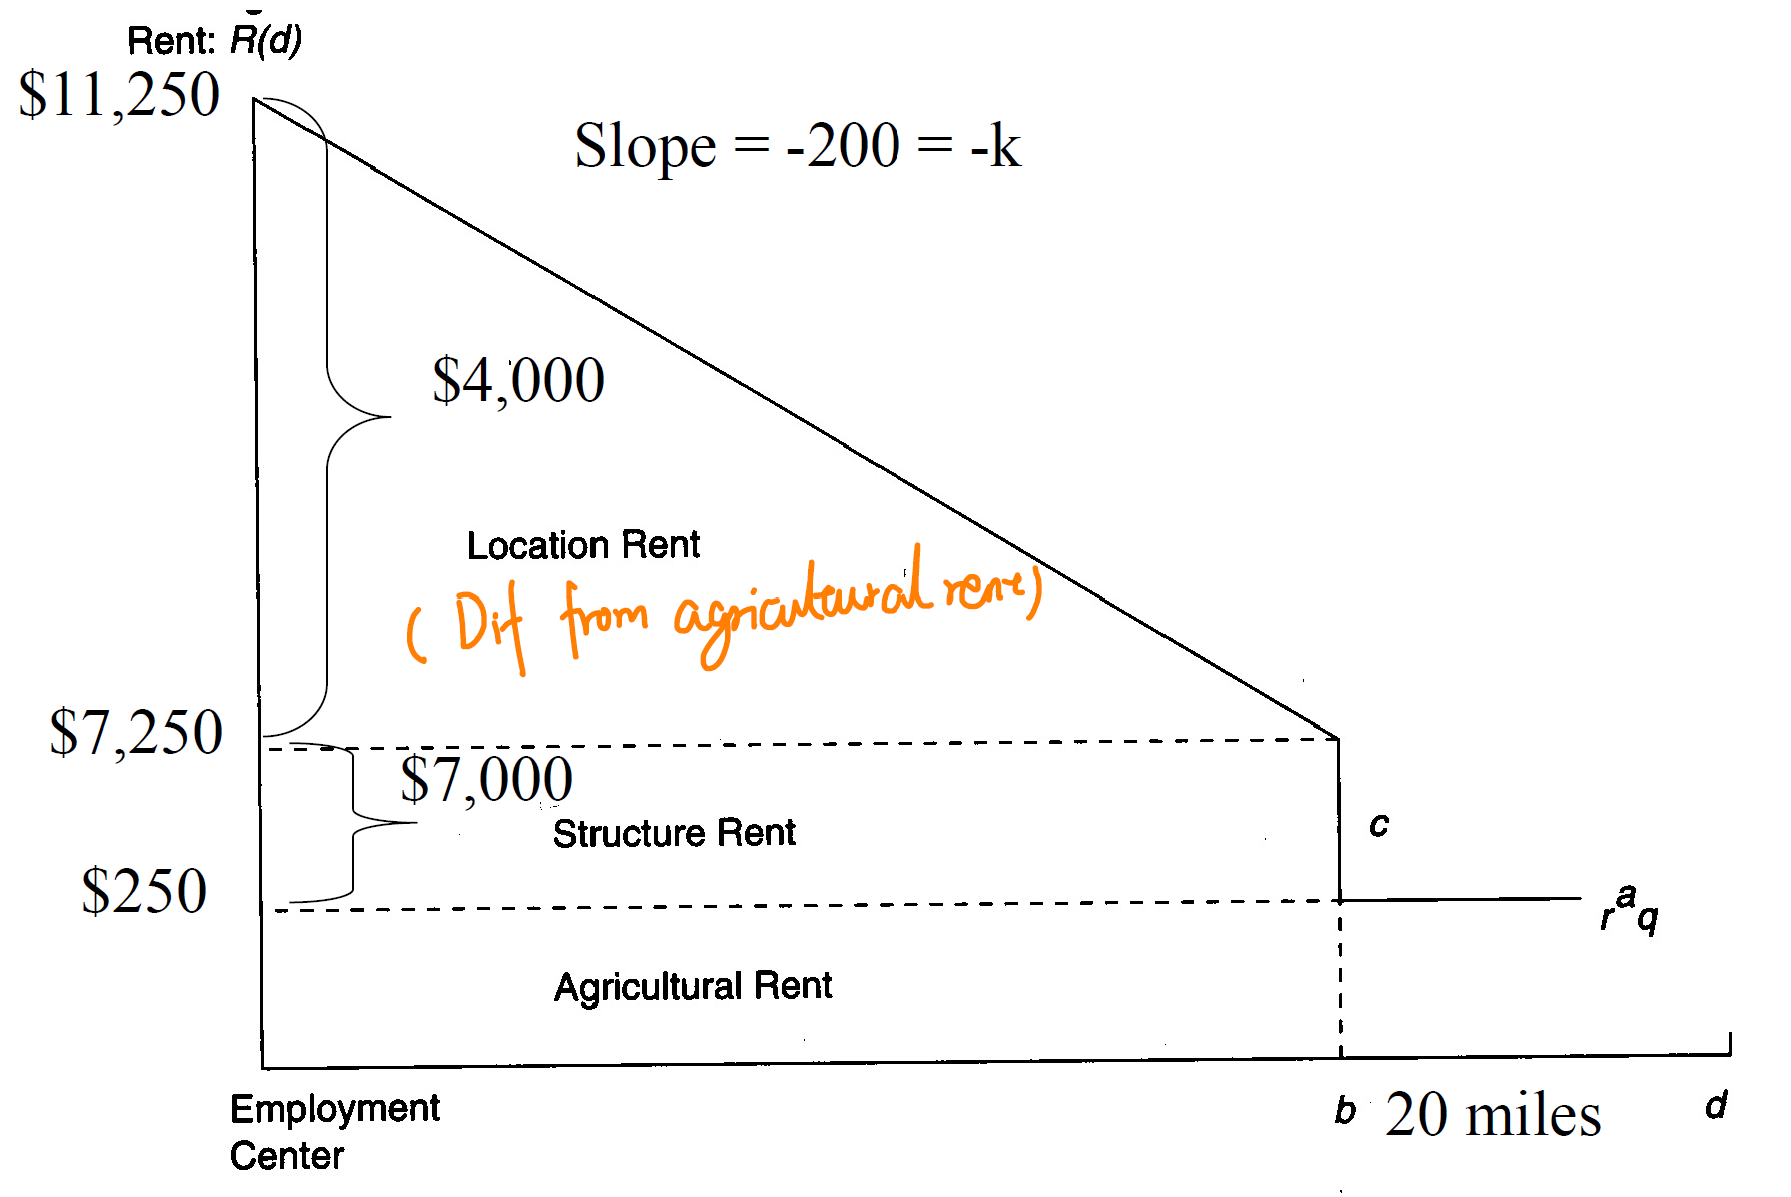 Rent: R(d)
$11,250
Slope = -200 = -k
$4,000
Location Rent
( Dif from agricultural rent)
$7,250
$7,000
Structure Rent
c
$250
rᵃq
Agricultural Rent
Employment
Center
b 20 miles d